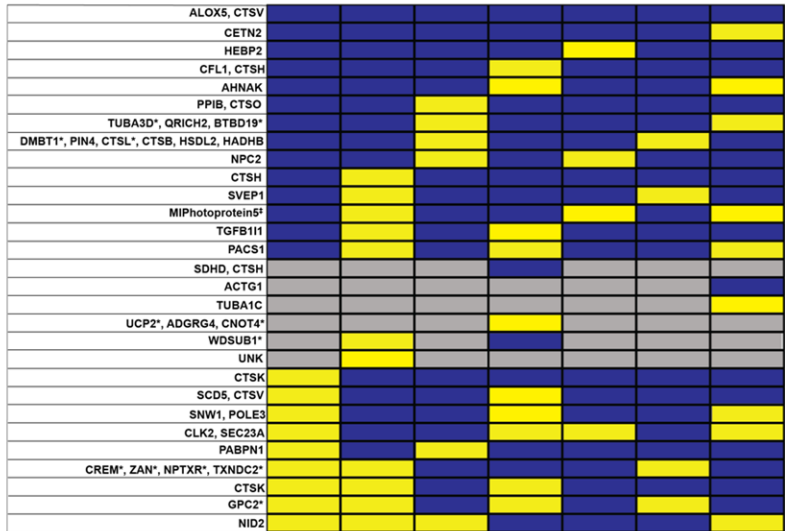 ALOX5, CTSV
CETN2
HEBP2
CFL1, CTSH
AHNAK
PPIB, CTSO
TUBA3D*, QRICH2, BTBD19*
DMBT1*, PIN4, CTSL*, CTSB, HSDL2, HADHB
NPC2
CTSH
SVEP1
MIPhotoprotein5‡
TGFB1I1
PACS1
SDHD, CTSH
ACTG1
TUBA1C
UCP2*, ADGRG4, CNOT4*
WDSUB1*
UNK
CTSK
SCD5, CTSV
SNW1, POLE3
CLK2, SEC23A
PABPN1
CREM*, ZAN*, NPTXR*, TXNDC2*
CTSK
GPC2*
NID2